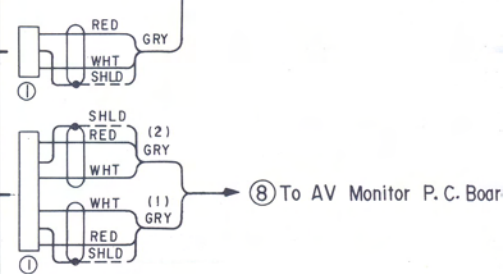 RED
GRY
WHT
SHLD
①
SHLD
RED (2)
GRY
WHT
⑧ To AV Monitor P. C. Boar
WHT (1)
GRY
RED
SHLD
①